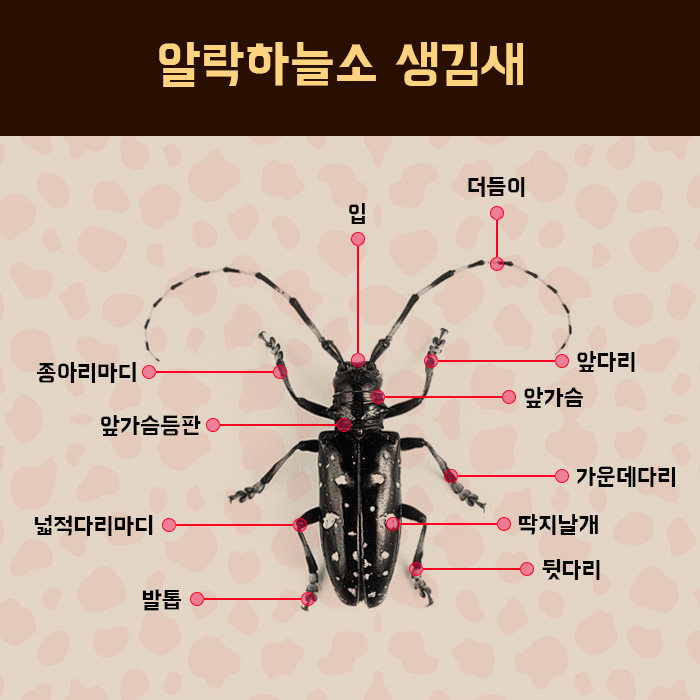 알락하늘소 생김새
더듬이
입
앞다리
종아리마디
앞가슴
앞가슴등판
가운데다리
넓적다리마디
딱지날개
뒷다리
발톱